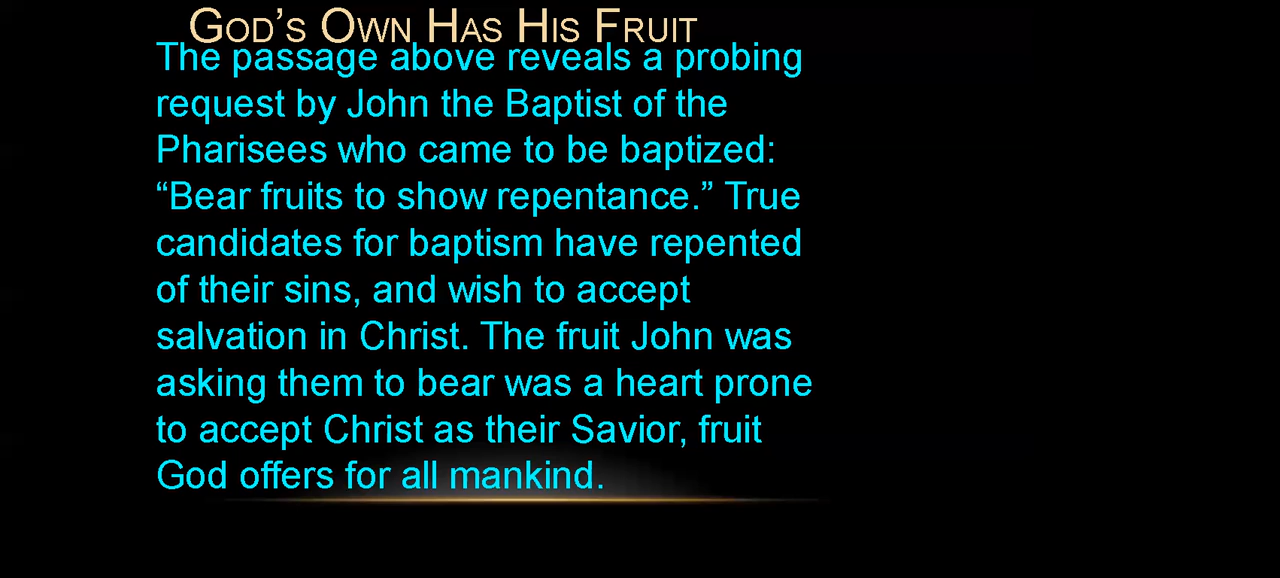 God's Own Has His Fruit
The passage above reveals a probing
request by John the Baptist of the
Pharisees who came to be baptized:
“Bear fruits to show repentance.” True
candidates for baptism have repented
of their sins, and wish to accept
salvation in Christ. The fruit John was
asking them to bear was a heart prone
to accept Christ as their Savior, fruit
God offers for all mankind.